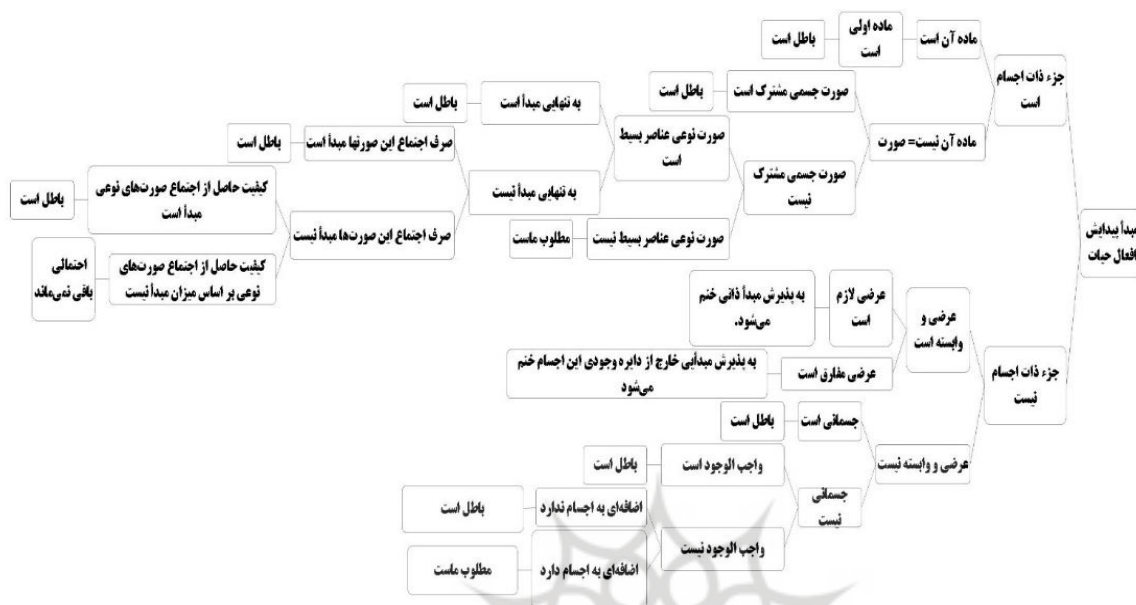 مبدأ پیدایش
افعال حیات
جزء ذات اجسام
است
ماده آن است
ماده اولی
است
باطل است
ماده آن نیست= صورت
صورت جسمی مشترک است
باطل است
صورت جسمی مشترک
نیست
صورت نوعی عناصر بسیط
است
به تنهایی مبدأ است
باطل است
به تنهایی مبدأ نیست
صرف اجتماع این صورتها مبدأ است
باطل است
صرف اجتماع این صورت‌ها مبدأ نیست
کیفیت حاصل از اجتماع صورت‌های نوعی
مبدأ است
باطل است
کیفیت حاصل از اجتماع صورت‌های
نوعی بر اساس میزان مبدأ نیست
احتمالی
باقی نمی‌ماند
صورت نوعی عناصر بسیط نیست
مطلوب ماست
جزء ذات اجسام
نیست
عرضی و
وابسته است
عرضی لازم
است
به پذیرش مبدأ ذاتی ختم
می‌شود.
عرضی مفارق است
به پذیرش مبدأیی خارج از دایره وجودی این اجسام ختم
می‌شود
عرضی و وابسته نیست
جسمانی است
باطل است
جسمانی
نیست
واجب الوجود است
باطل است
واجب الوجود نیست
اضافه‌ای به اجسام ندارد
باطل است
اضافه‌ای به اجسام دارد
مطلوب ماست